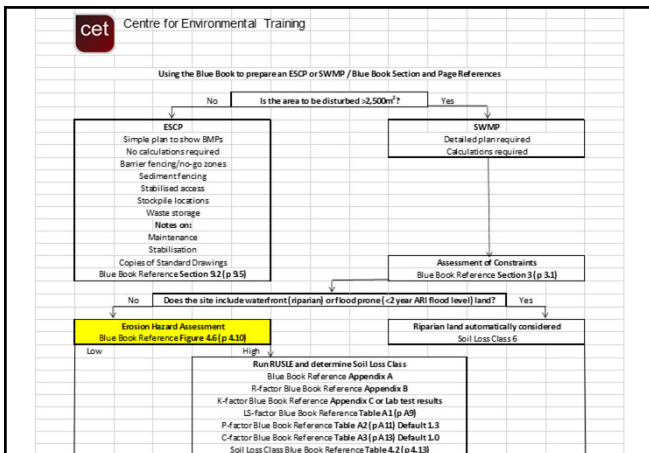 cet
Centre for Environmental Training
Using the Blue Book to prepare an ESCP or SWMP / Blue Book Section and Page References
No
Is the area to be disturbed >2,500m²?
Yes
ESCP
Simple plan to show BMPs
No calculations required
Barrier fencing/no-go zones
Sediment fencing
Stabilised access
Stockpile locations
Waste storage
Notes on:
Maintenance
Stabilisation
Copies of Standard Drawings
Blue Book Reference Section 9.2 (p 9.5)
SWMP
Detailed plan required
Calculations required
Assessment of Constraints
Blue Book Reference Section 3 (p 3.1)
No
Does the site include waterfront (riparian) or flood prone (<2 year ARI flood level) land?
Yes
Erosion Hazard Assessment
Blue Book Reference Figure 4.6 (p 4.10)
Riparian land automatically considered
Soil Loss Class 6
Low
High
Run RUSLE and determine Soil Loss Class
Blue Book Reference Appendix A
R-factor Blue Book Reference Appendix B
K-factor Blue Book Reference Appendix C or Lab test results
LS-factor Blue Book Reference Table A1 (p A9)
P-factor Blue Book Reference Table A2 (p A11) Default 1.3
C-factor Blue Book Reference Table A3 (p A13) Default 1.0
Soil Loss Class Blue Book Reference Table 4.2 (p 4.13)